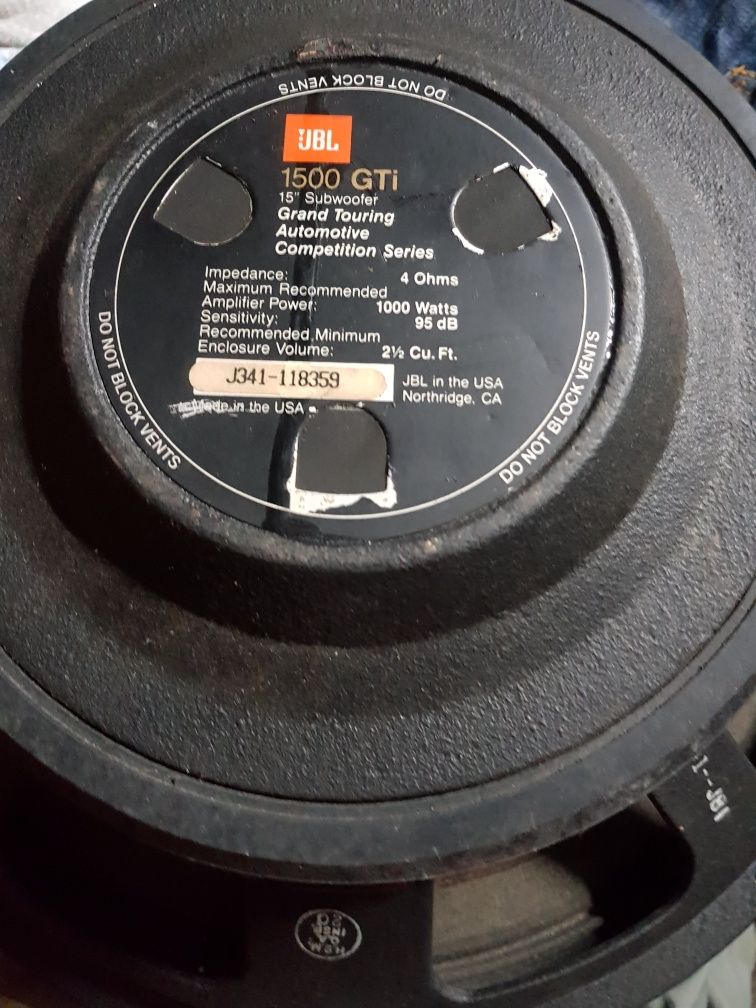 DO NOT BLOCK VENTS
JBL
1500 GTi
15" Subwoofer
Grand Touring
Automotive
Competition Series
Impedance: 4 Ohms
Maximum Recommended
Amplifier Power: 1000 Watts
Sensitivity: 95 dB
Recommended Minimum
Enclosure Volume: 2½ Cu. Ft.
J341-118359
JBL in the USA
Northridge, CA
Made in the USA
DO NOT BLOCK VENTS
DO NOT BLOCK VENTS